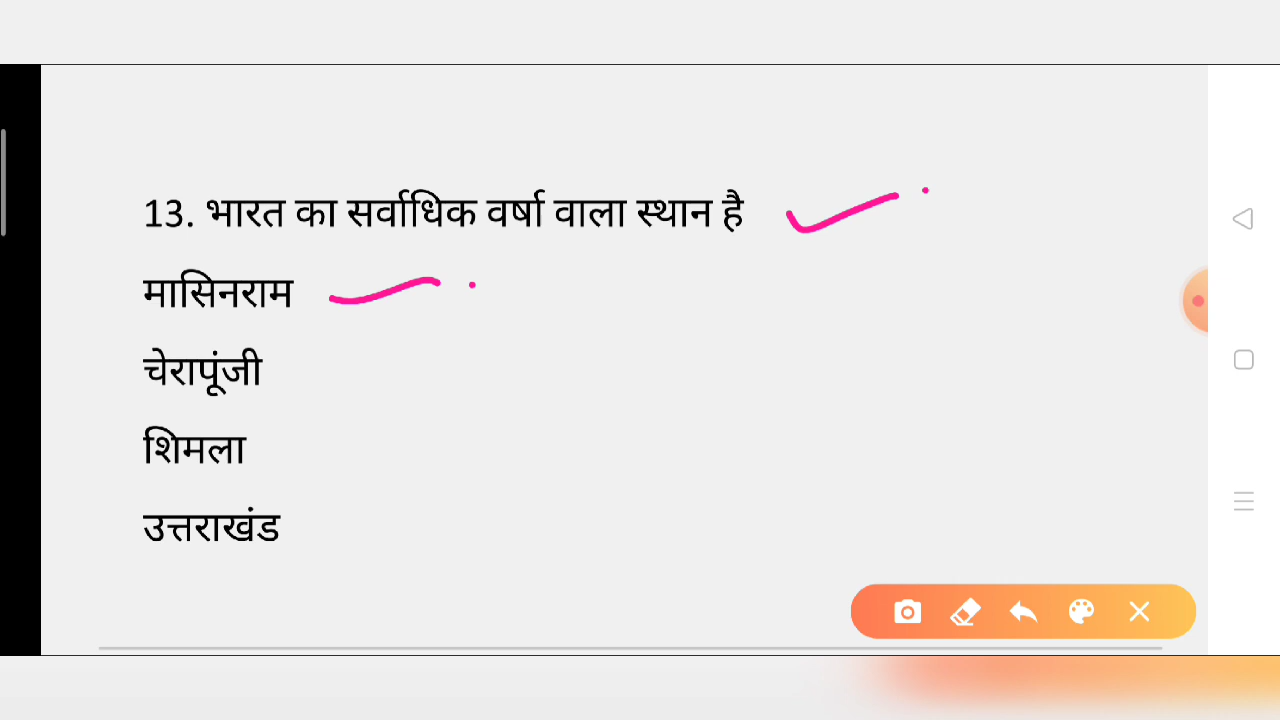 13. भारत का सर्वाधिक वर्षा वाला स्थान है
मासिनराम
चेरापूंजी
शिमला
उत्तराखंड